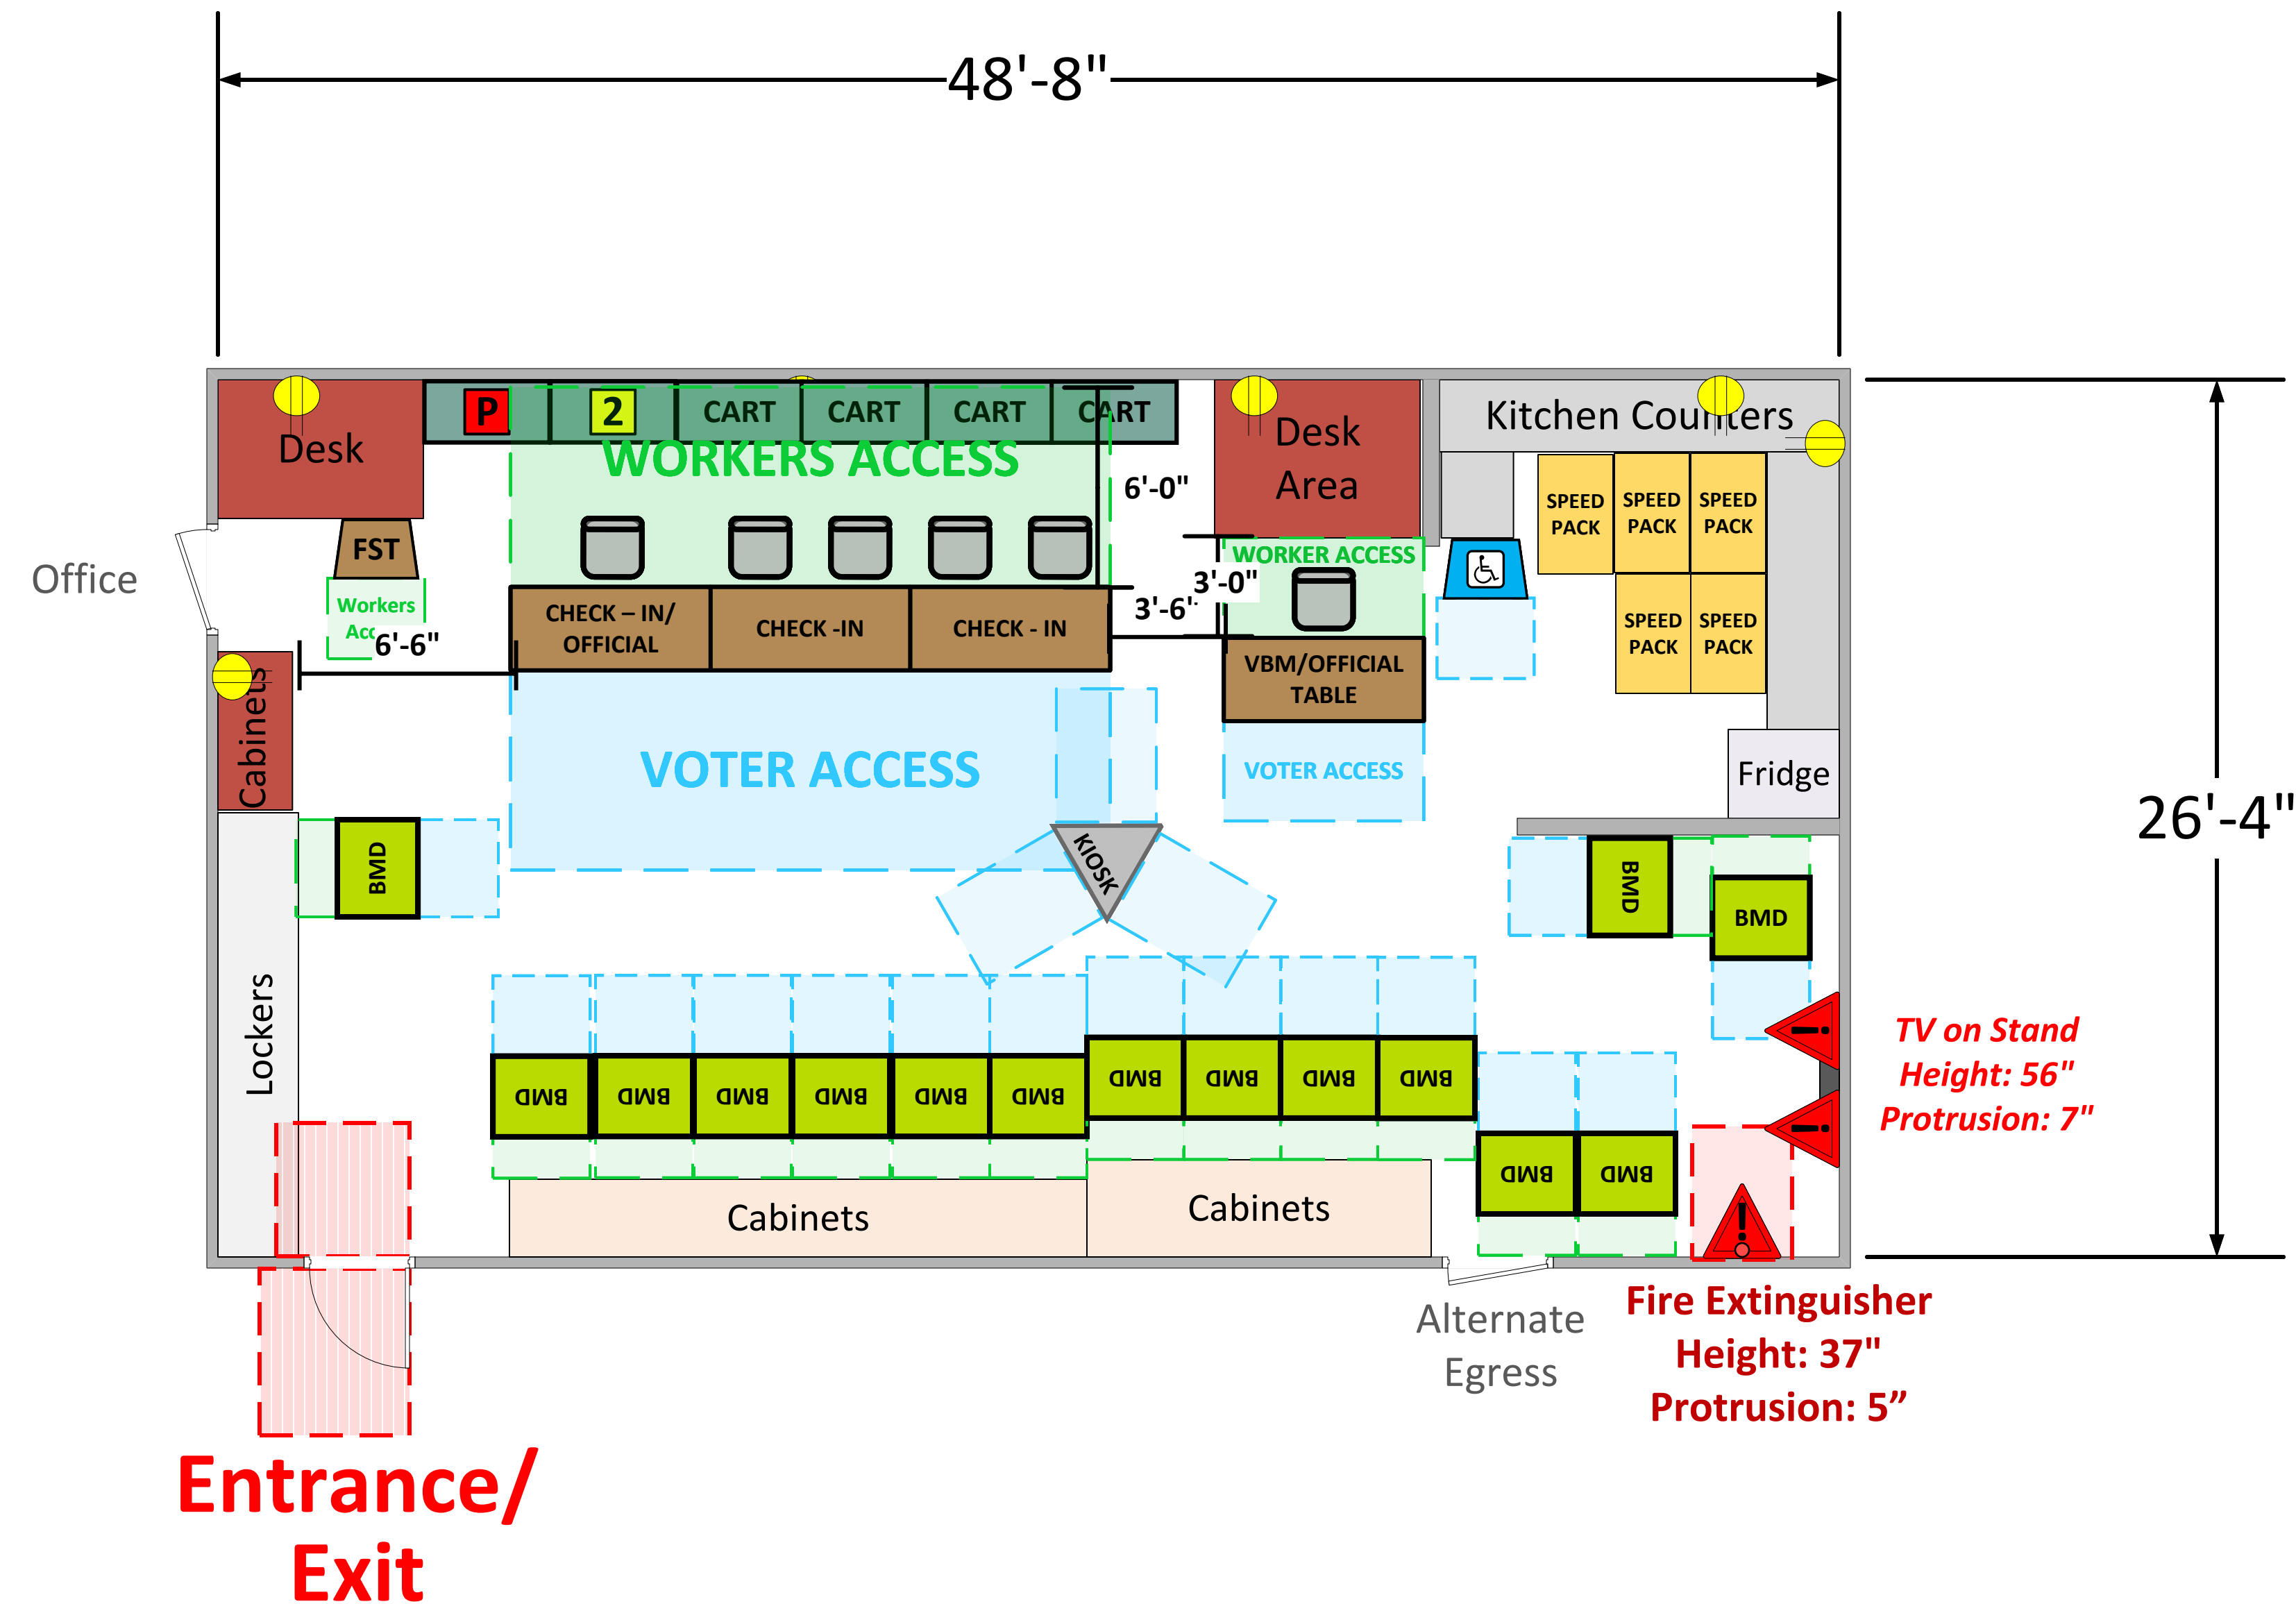 48'-8"
P
2
CART
CART
CART
CART
WORKERS ACCESS
Desk
Desk
Area
Kitchen Counters
6'-0"
SPEED
PACK
SPEED
PACK
SPEED
PACK
FST
Office
Workers
Acc
6'-6"
WORKER ACCESS
3'-0"
3'-6"
CHECK – IN/
OFFICIAL
CHECK -IN
CHECK - IN
SPEED
PACK
SPEED
PACK
VBM/OFFICIAL
TABLE
Cabinets
VOTER ACCESS
VOTER ACCESS
Fridge
26'-4"
BMD
KIOSK
BMD
BMD
Lockers
BMD
BMD
BMD
BMD
BMD
BMD
BMD
BMD
BMD
BMD
BMD
BMD
TV on Stand
Height: 56"
Protrusion: 7"
Cabinets
Cabinets
Alternate
Egress
Fire Extinguisher
Height: 37"
Protrusion: 5”
Entrance/
Exit